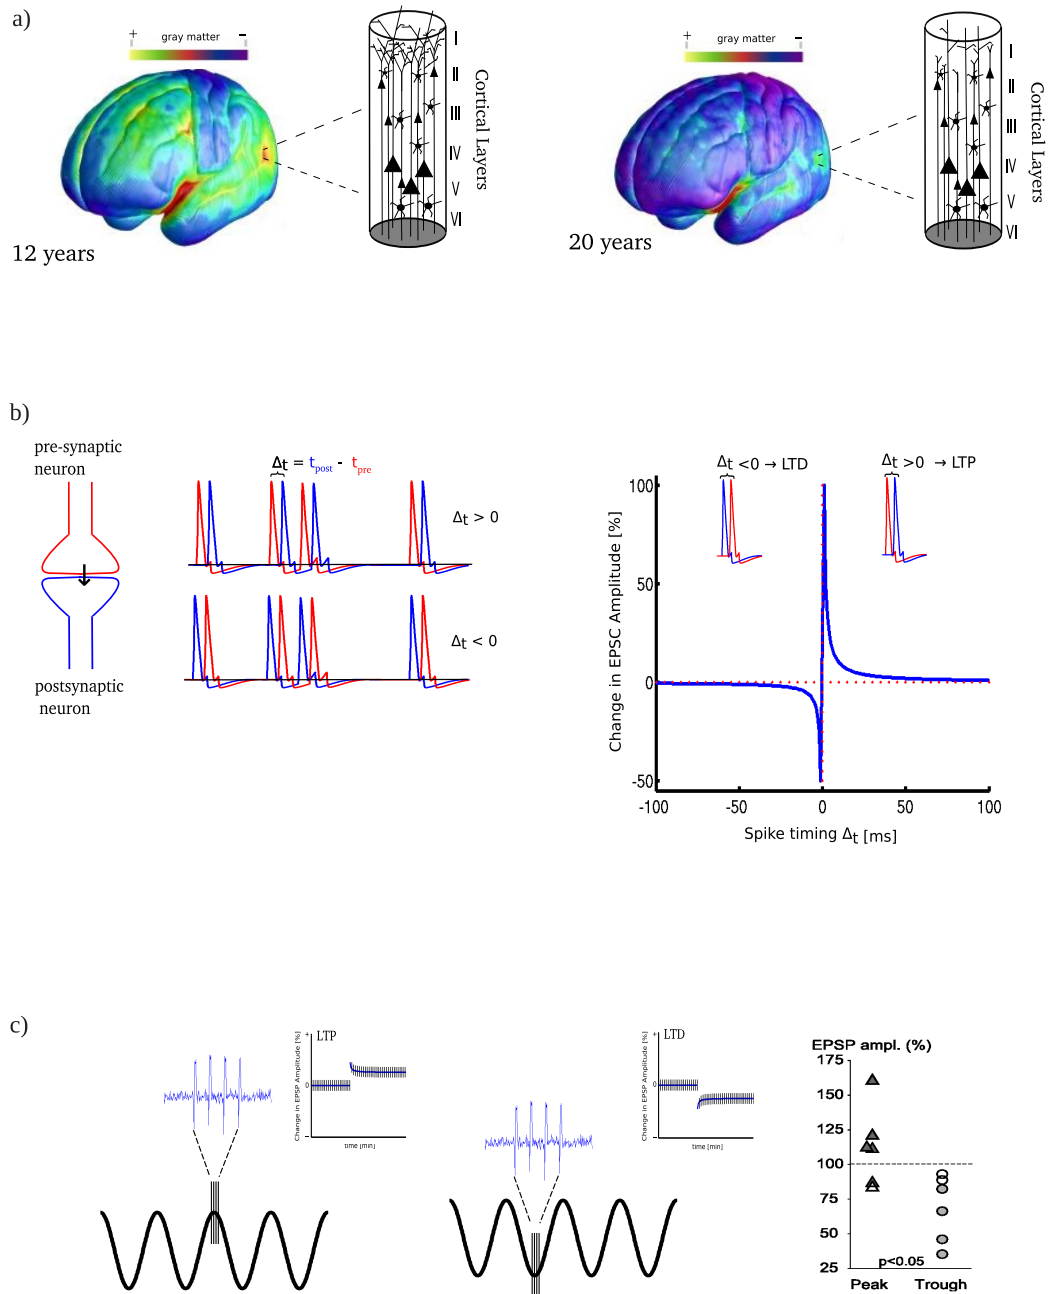 a)
+ gray matter −
I
II
III
IV
V
VI
Cortical Layers
12 years
+ gray matter −
I
II
III
IV
V
VI
Cortical Layers
20 years
b)
pre-synaptic
neuron
Δt = tpost - tpre
Δt > 0
Δt < 0
postsynaptic
neuron
Δt <0 → LTD
Δt >0 → LTP
Change in EPSC Amplitude [%]
100
50
0
-50
-100
-50
0
50
100
Spike timing Δt [ms]
c)
LTP
Change in EPSP Amplitude [%]
+
0
−
time [min]
LTD
Change in EPSP Amplitude [%]
+
0
−
time [min]
EPSP ampl. (%)
175
150
125
100
75
50
25
p<0.05
Peak
Trough